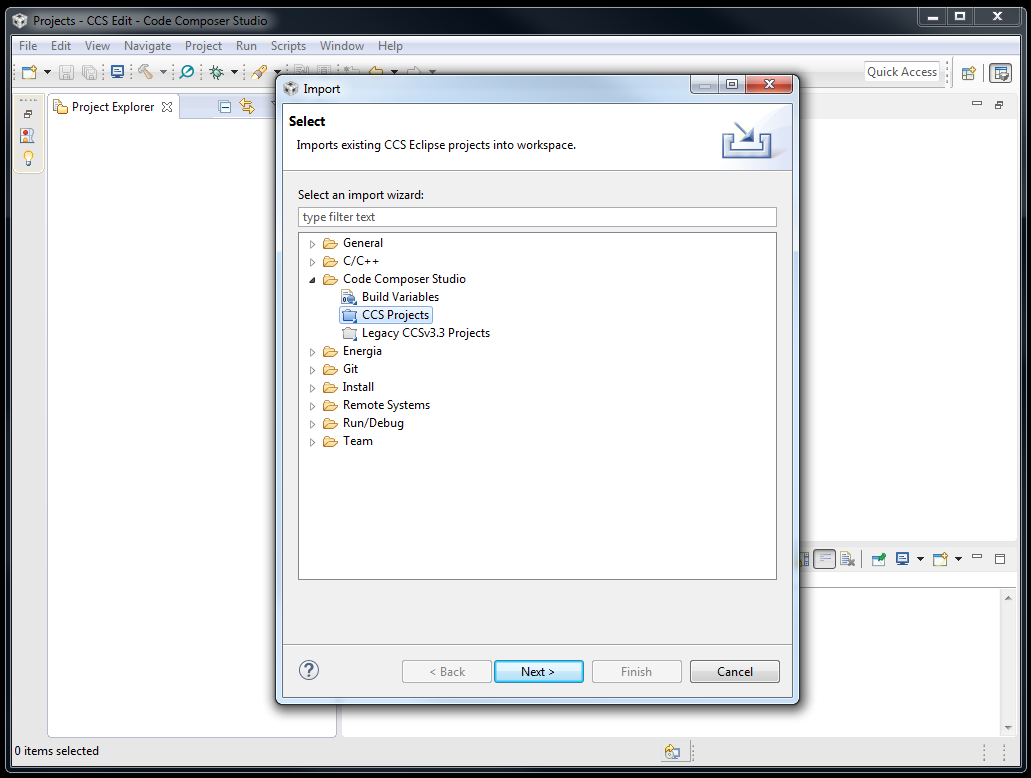 Projects - CCS Edit - Code Composer Studio
File Edit View Navigate Project Run Scripts Window Help
Quick Access
Project Explorer
Import
Select
Imports existing CCS Eclipse projects into workspace.
Select an import wizard:
type filter text
General
C/C++
Code Composer Studio
Build Variables
CCS Projects
Legacy CCSv3.3 Projects
Energia
Git
Install
Remote Systems
Run/Debug
Team
< Back Next > Finish Cancel
0 items selected